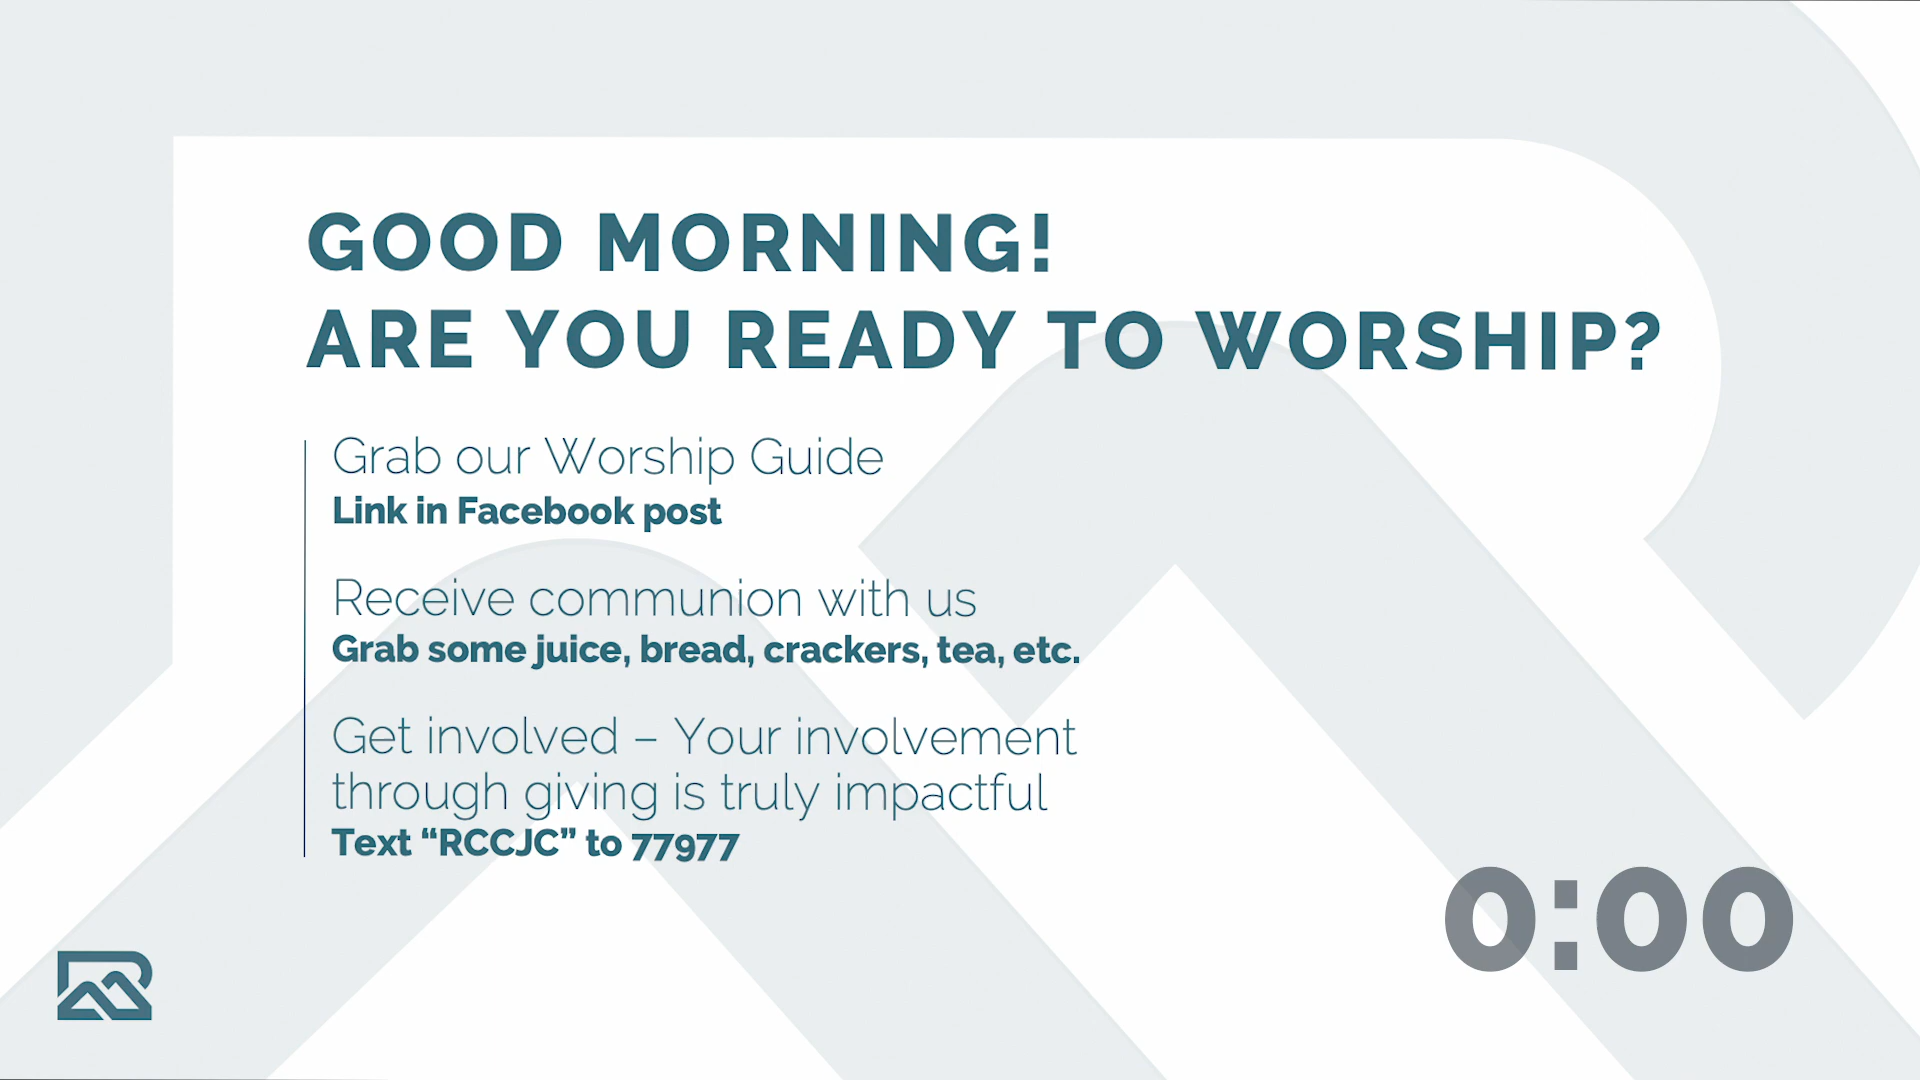 GOOD MORNING!
ARE YOU READY TO WORSHIP?
Grab our Worship Guide
Link in Facebook post
Receive communion with us
Grab some juice, bread, crackers, tea, etc.
Get involved – Your involvement
through giving is truly impactful
Text “RCCJC” to 77977
0:00